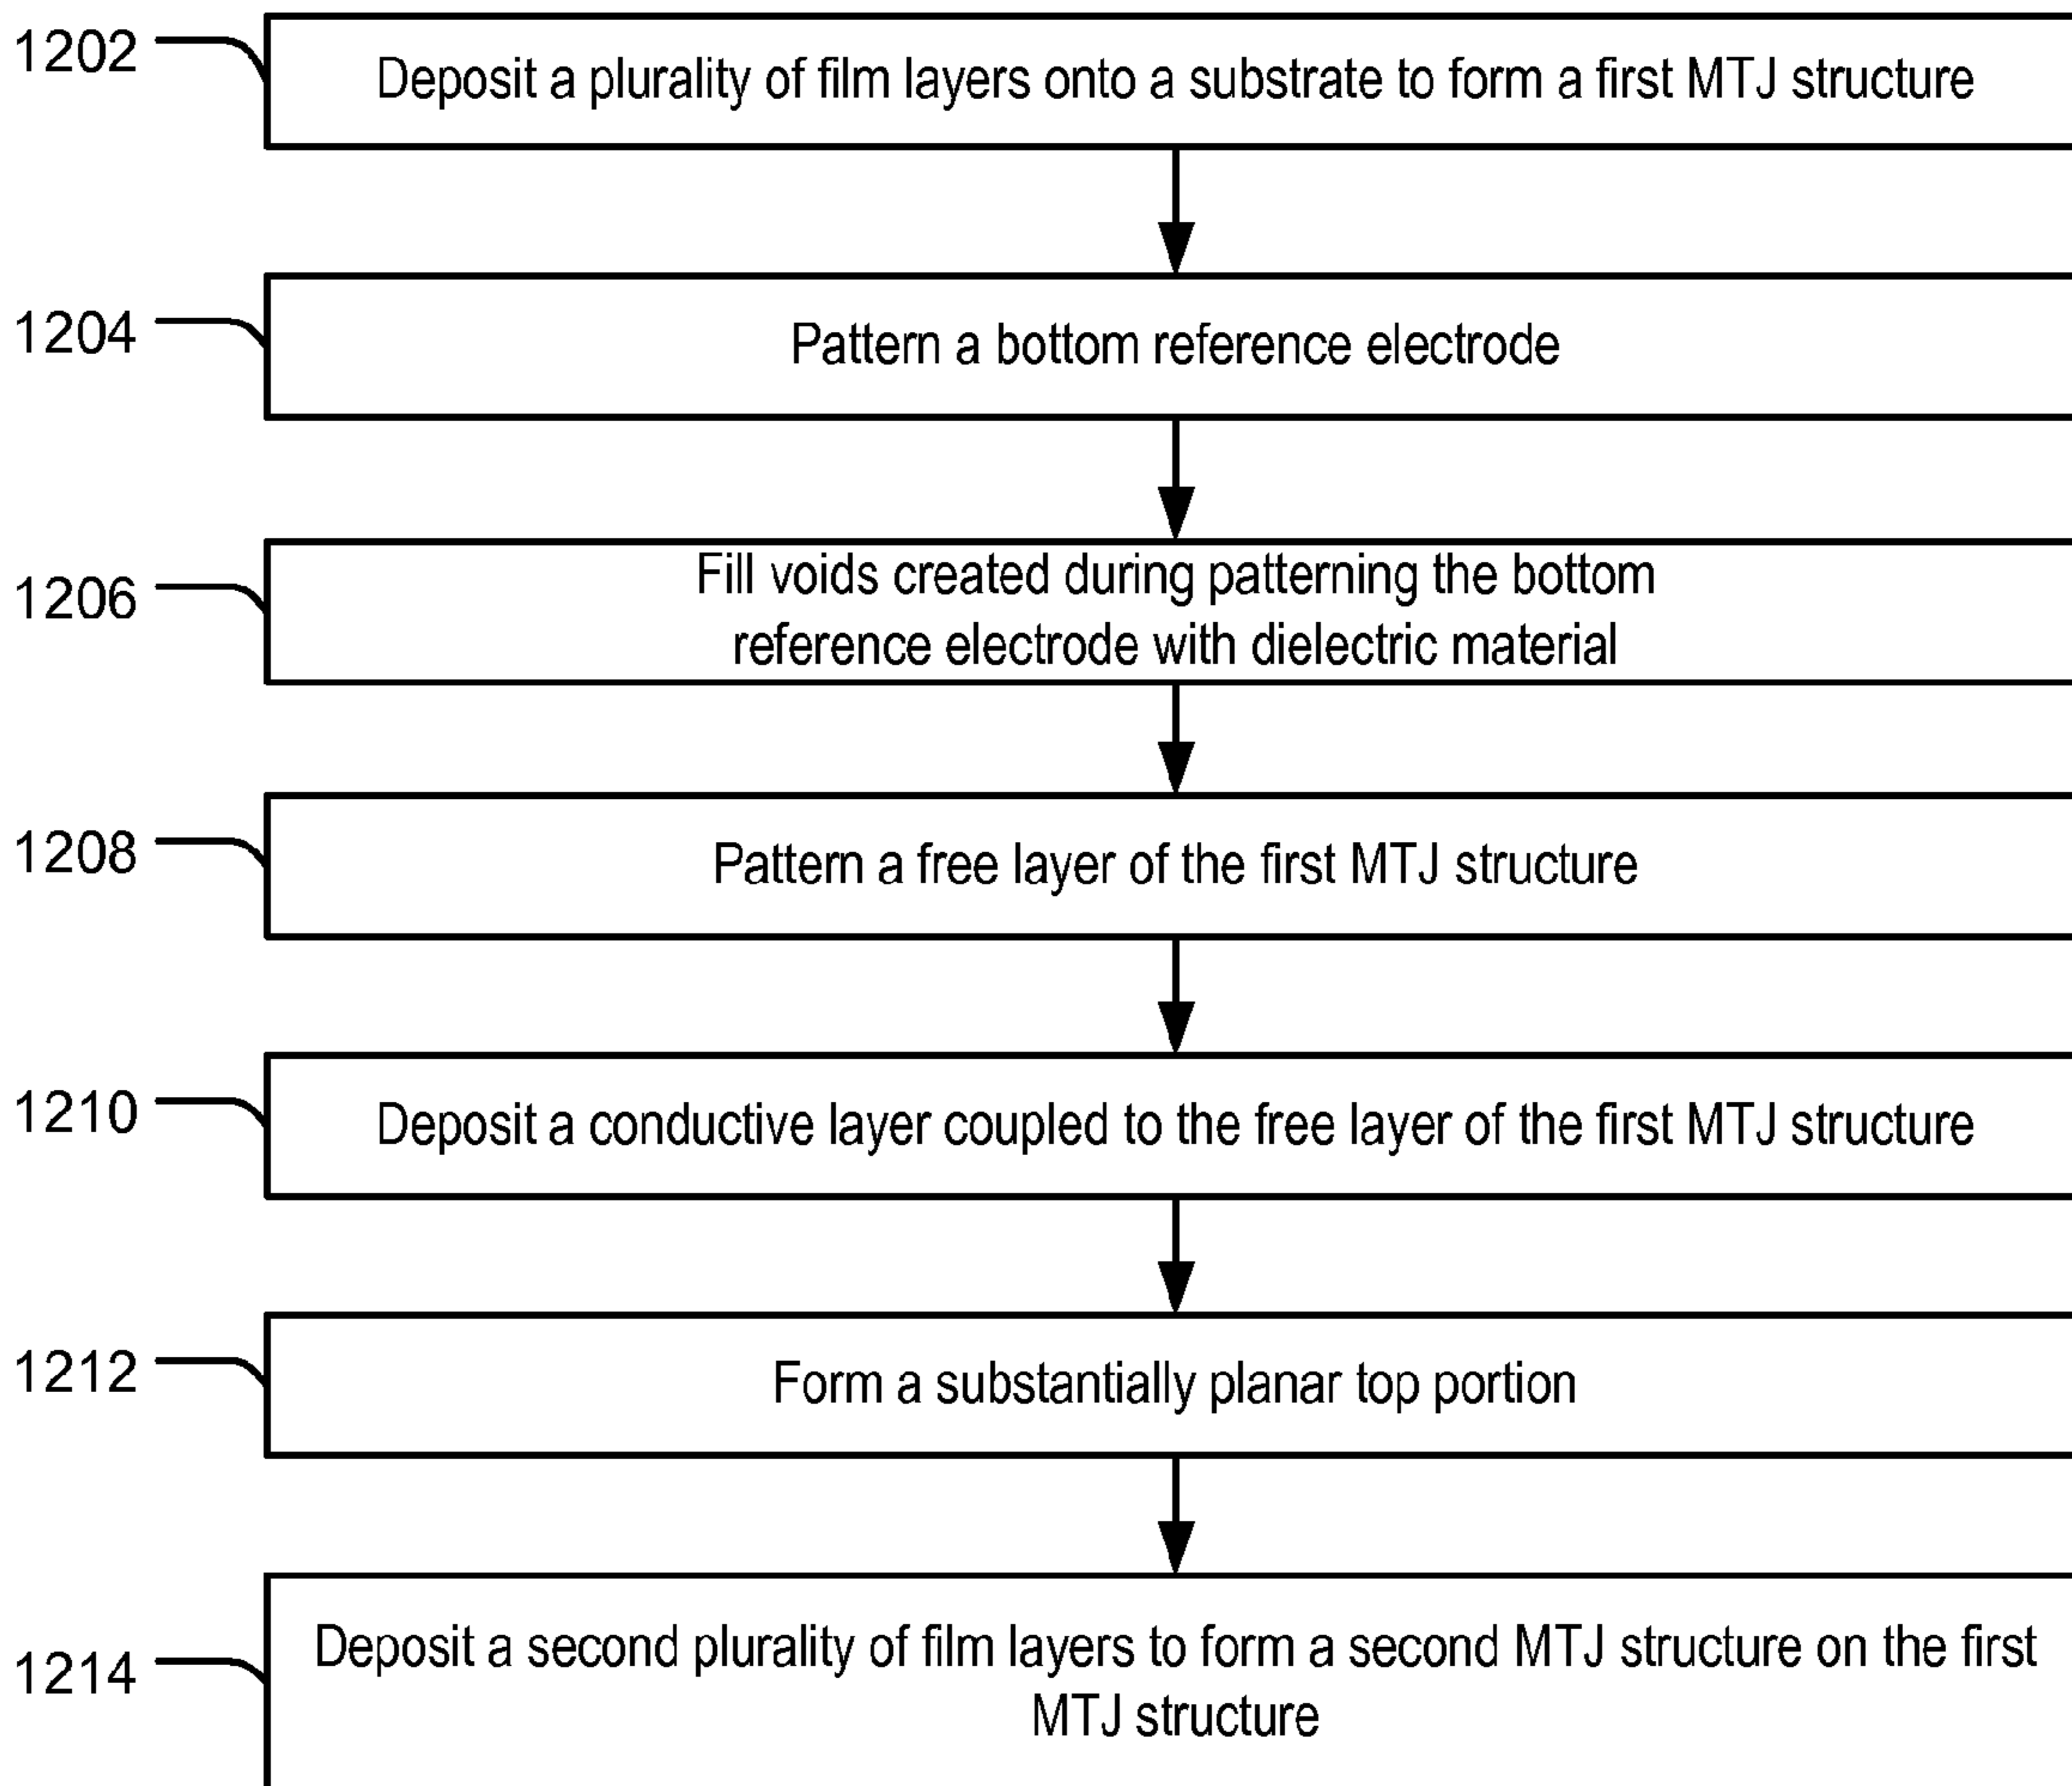 1202
Deposit a plurality of film layers onto a substrate to form a first MTJ structure
1204
Pattern a bottom reference electrode
1206
Fill voids created during patterning the bottom
reference electrode with dielectric material
1208
Pattern a free layer of the first MTJ structure
1210
Deposit a conductive layer coupled to the free layer of the first MTJ structure
1212
Form a substantially planar top portion
1214
Deposit a second plurality of film layers to form a second MTJ structure on the first
MTJ structure